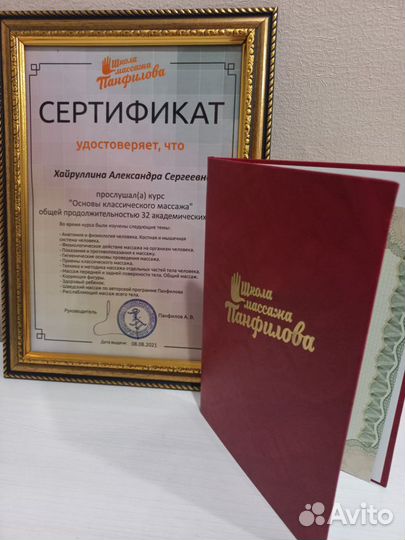 Школа
массажа
Панфилова
СЕРТИФИКАТ
удостоверяет, что
Хайруллина Александра Сергеевна
прослушал(а) курс
"Основы классического массажа"
общей продолжительностью 32 академических
Во время курса были изучены следующие темы:
- Анатомия и физиология человека. Костная и мышечная
система человека.
- Физиологическое действие массажа на организм человека.
- Показания и противопоказания к массажу.
- Гигиенические основы проведения массажа.
- Приемы классического массажа.
- Техника и методика массажа отдельных частей тела человека.
- Массаж передней и задней поверхности тела. Общий массаж.
- Коррекция фигуры.
- Здоровый ребенок.
- Шведский массаж по авторской программе Панфилова
- Расслабляющий массаж всего тела.
Руководитель
Панфилов А. В.
Дата выдачи: 08.08.2021
Школа
массажа
Панфилова
Avito